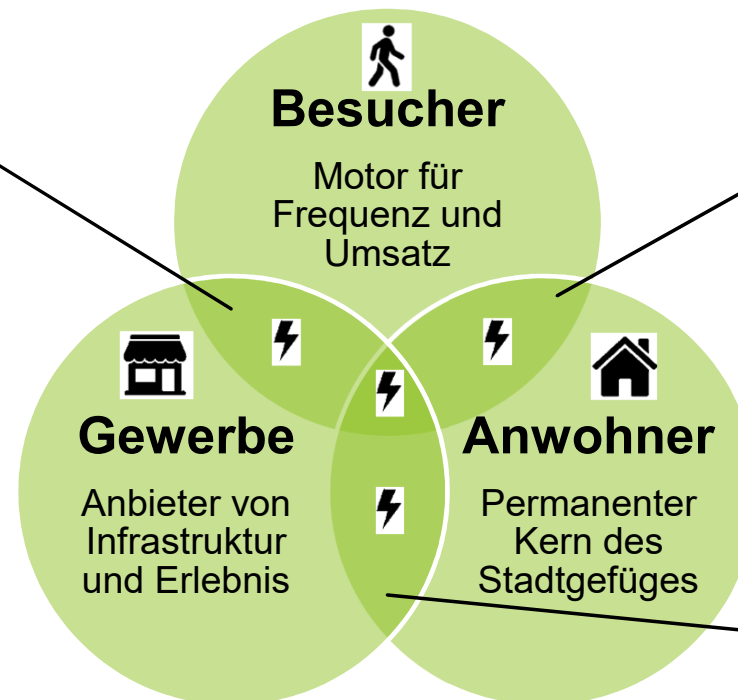 Besucher
Motor für
Frequenz und
Umsatz
Gewerbe
Anbieter von
Infrastruktur
und Erlebnis
Anwohner
Permanenter
Kern des
Stadtgefüges